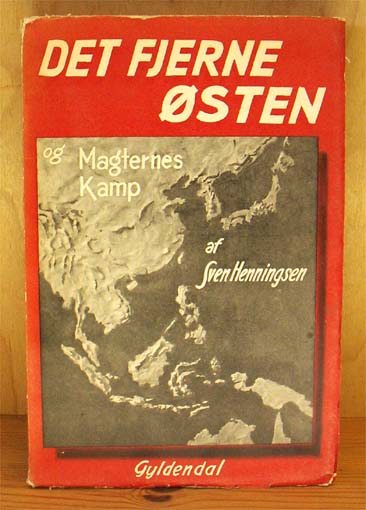 DET FJERNE
ØSTEN
og Magternes
Kamp
af
Sven Henningsen
Gyldendal